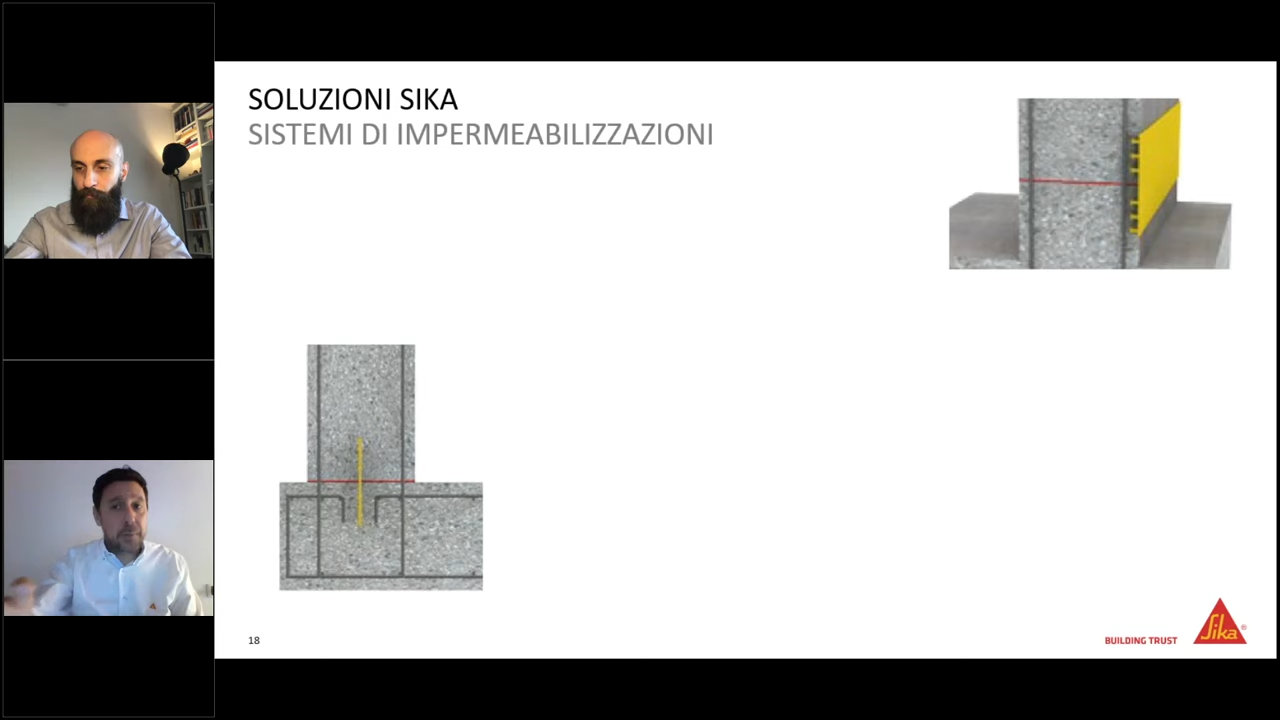 SOLUZIONI SIKA
SISTEMI DI IMPERMEABILIZZAZIONI
18
BUILDING TRUST
Sika®